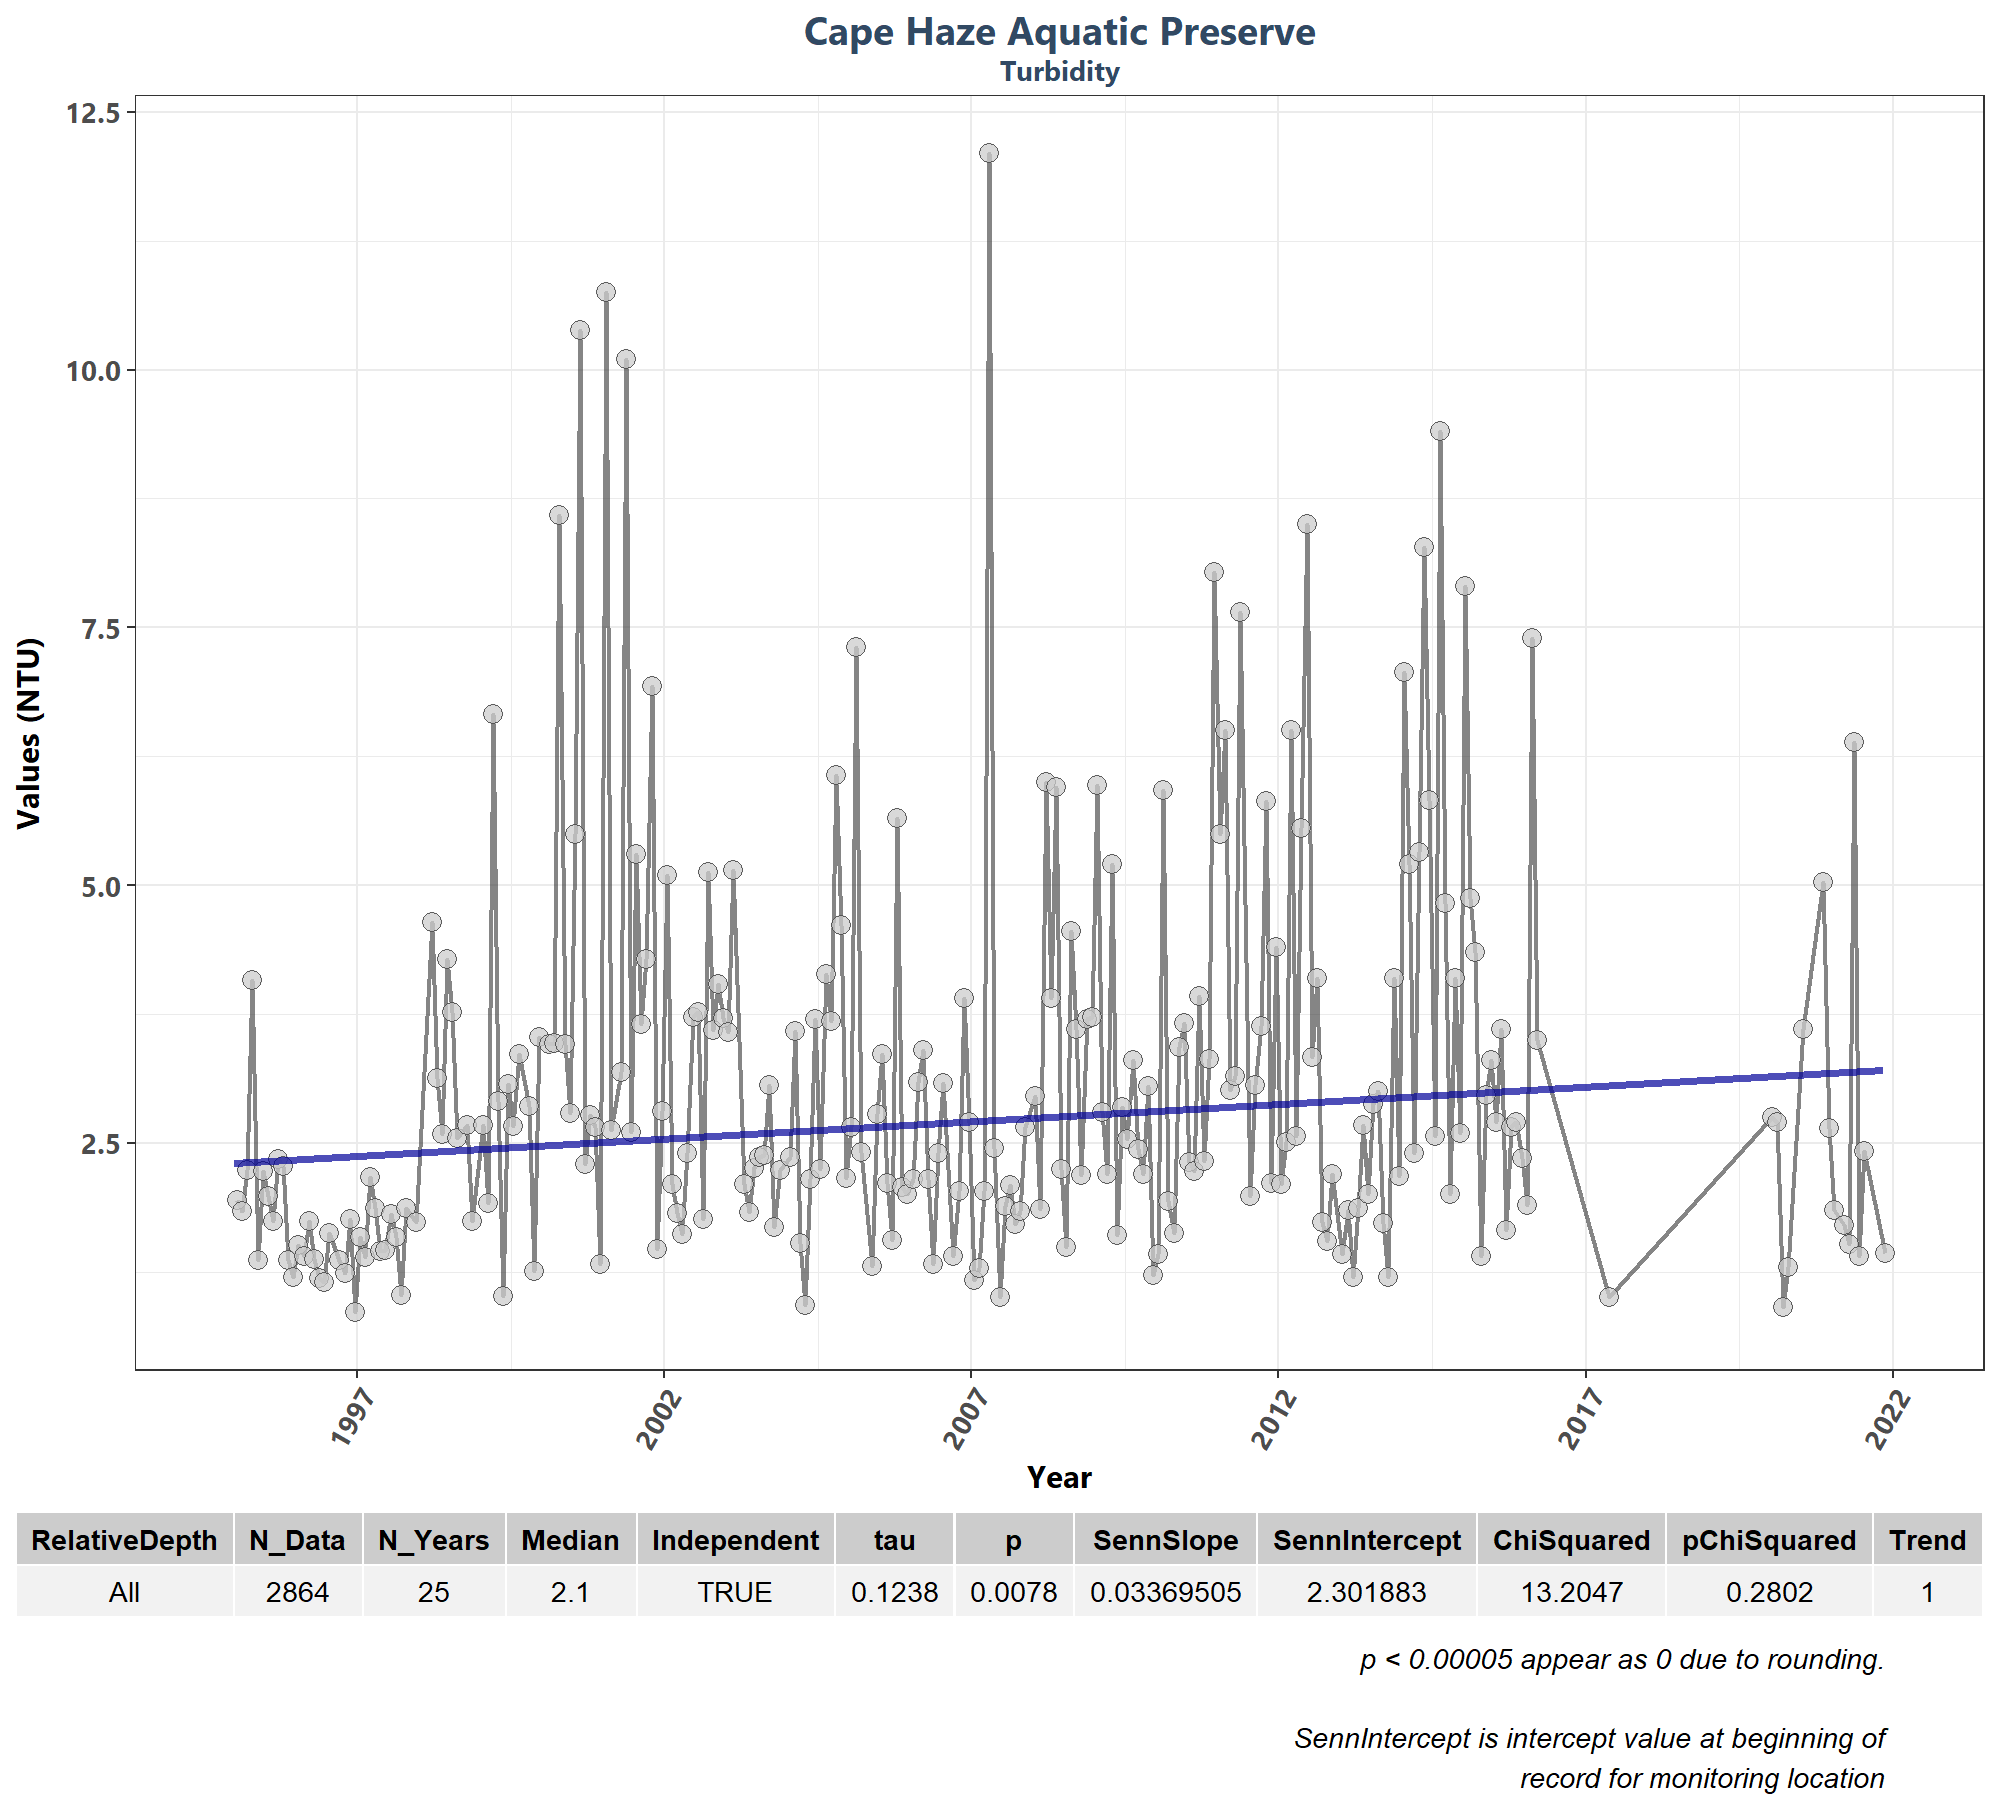 Cape Haze Aquatic Preserve
Turbidity
12.5
10.0
7.5
5.0
2.5
Values (NTU)
1997 2002 2007 2012 2017 2022
Year
RelativeDepth N_Data N_Years Median Independent tau p SennSlope SennIntercept ChiSquared pChiSquared Trend
All 2864 25 2.1 TRUE 0.1238 0.0078 0.03369505 2.301883 13.2047 0.2802 1
p < 0.00005 appear as 0 due to rounding.
SennIntercept is intercept value at beginning of
record for monitoring location